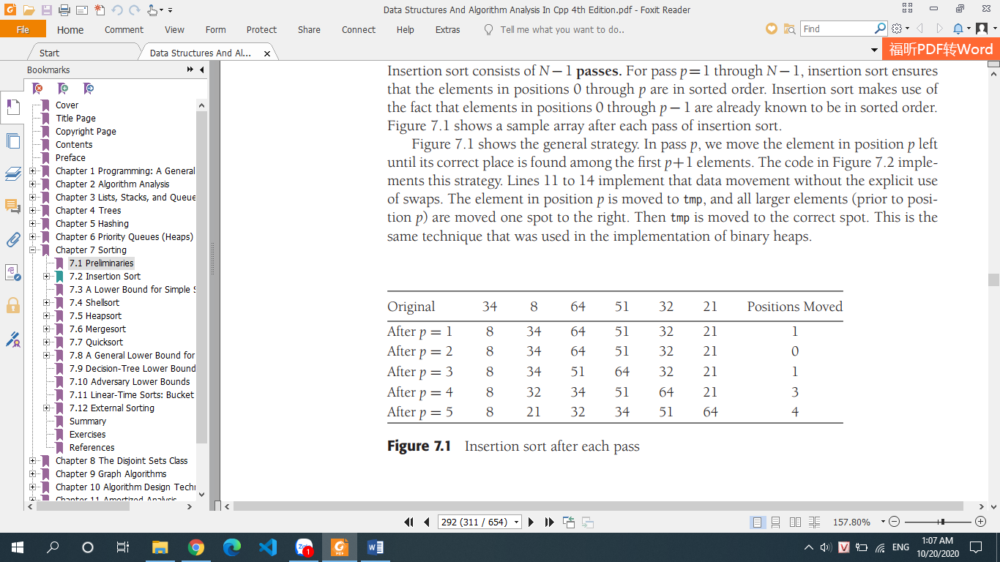 Data Structures And Algorithm Analysis In Cpp 4th Edition.pdf - Foxit Reader
File Home Comment View Form Protect Share Connect Help Extras Tell me what you want to do.. Find
Start Data Structures And Al... 福昕PDF转Word
Bookmarks
Cover
Title Page
Copyright Page
Contents
Preface
Chapter 1 Programming: A General
Chapter 2 Algorithm Analysis
Chapter 3 Lists, Stacks, and Queue
Chapter 4 Trees
Chapter 5 Hashing
Chapter 6 Priority Queues (Heaps)
Chapter 7 Sorting
7.1 Preliminaries
7.2 Insertion Sort
7.3 A Lower Bound for Simple S
7.4 Shellsort
7.5 Heapsort
7.6 Mergesort
7.7 Quicksort
7.8 A General Lower Bound for
7.9 Decision-Tree Lower Bound
7.10 Adversary Lower Bounds
7.11 Linear-Time Sorts: Bucket
7.12 External Sorting
Summary
Exercises
References
Chapter 8 The Disjoint Sets Class
Chapter 9 Graph Algorithms
Chapter 10 Algorithm Design Techn
Chapter 11 Amortized Analysis
Insertion sort consists of N − 1 passes. For pass p = 1 through N − 1, insertion sort ensures
that the elements in positions 0 through p are in sorted order. Insertion sort makes use of
the fact that elements in positions 0 through p − 1 are already known to be in sorted order.
Figure 7.1 shows a sample array after each pass of insertion sort.
Figure 7.1 shows the general strategy. In pass p, we move the element in position p left
until its correct place is found among the first p+1 elements. The code in Figure 7.2 imple-
ments this strategy. Lines 11 to 14 implement that data movement without the explicit use
of swaps. The element in position p is moved to tmp, and all larger elements (prior to posi-
tion p) are moved one spot to the right. Then tmp is moved to the correct spot. This is the
same technique that was used in the implementation of binary heaps.
Original 34 8 64 51 32 21 Positions Moved
After p = 1 8 34 64 51 32 21 1
After p = 2 8 34 64 51 32 21 0
After p = 3 8 34 51 64 32 21 1
After p = 4 8 32 34 51 64 21 3
After p = 5 8 21 32 34 51 64 4
Figure 7.1 Insertion sort after each pass
292 (311 / 654) 157.80%
ENG 1:07 AM
10/20/2020